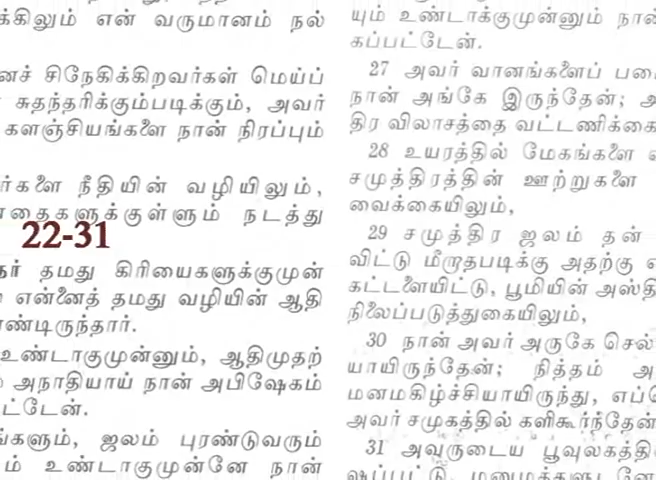 க்கிலும் என் வருமானம் நல்
னச் சிநேகிக்கிறவர்கள் மெய்ப்
சுதந்தரிக்கும்படிக்கும், அவர்
களஞ்சியங்களை நான் நிரப்பும்
ர்களை நீதியின் வழியிலும்,
தைகளுக்குள்ளும் நடத்து
22-31
தமது கிரியைகளுக்குமுன்
என்னைத் தமது வழியின் ஆதி
ண்டிருந்தார்.
உண்டாகுமுன்னும், ஆதிமுதற்
அநாதியாய் நான் அபிஷேகம்
ட்டேன்.
ங்களும், ஜலம் புரண்டுவரும்
ம் உண்டாகுமுன்னே நான்
யும் உண்டாக்குமுன்னும் நான்
கப்பட்டேன்.
27 அவர் வானங்களைப் படை
நான் அங்கே இருந்தேன்;
திர விலாசத்தை வட்டணிக்கை
28 உயரத்தில் மேகங்களை
சமுத்திரத்தின் ஊற்றுகளை
வைக்கையிலும்,
29 சமுத்திர ஜலம் தன்
விட்டு மீறாதபடிக்கு அதற்கு
கட்டளையிட்டு, பூமியின் அஸ்தி
நிலைப்படுத்துகையிலும்,
30 நான் அவர் அருகே செல்
யாயிருந்தேன்; நித்தம்
மனமகிழ்ச்சியாயிருந்து, எப்
அவர் சமுகத்தில் களிகூர்ந்தேன்
31 அவருடைய பூவுலகத்தி